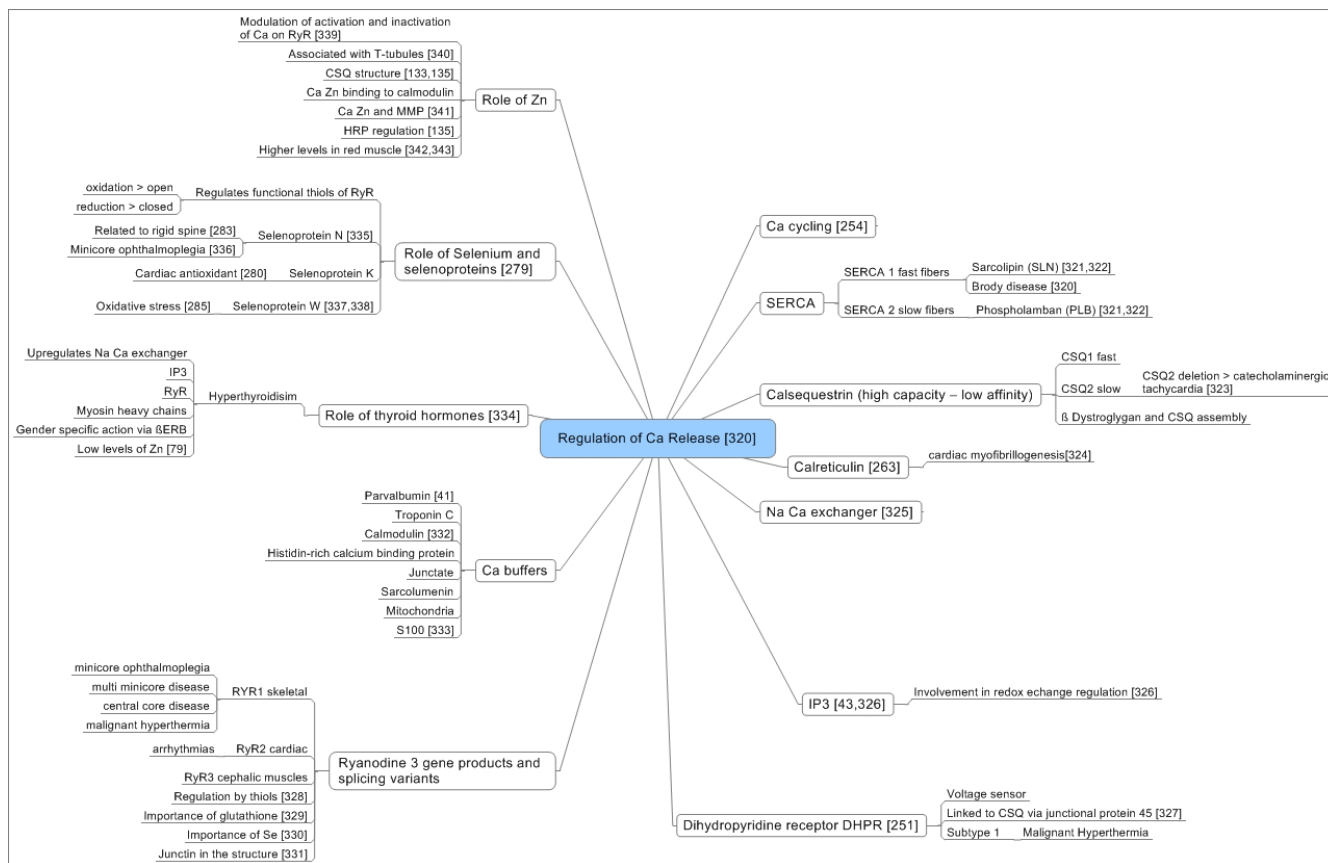 Modulation of activation and inactivation
of Ca on RyR [339]
Associated with T-tubules [340]
CSQ structure [133,135]
Ca Zn binding to calmodulin
Ca Zn and MMP [341]
HRP regulation [135]
Higher levels in red muscle [342,343]
Role of Zn
oxidation > open
reduction > closed
Regulates functional thiols of RyR
Related to rigid spine [283]
Minicore ophthalmoplegia [336]
Selenoprotein N [335]
Cardiac antioxidant [280]
Selenoprotein K
Oxidative stress [285]
Selenoprotein W [337,338]
Role of Selenium and
selenoproteins [279]
Upregulates Na Ca exchanger
IP3
RyR
Myosin heavy chains
Gender specific action via ßERB
Low levels of Zn [79]
Hyperthyroidisim
Role of thyroid hormones [334]
Parvalbumin [41]
Troponin C
Calmodulin [332]
Histidin-rich calcium binding protein
Junctate
Sarcolumenin
Mitochondria
S100 [333]
Ca buffers
minicore ophthalmoplegia
multi minicore disease
central core disease
malignant hyperthermia
RYR1 skeletal
arrhythmias
RyR2 cardiac
RyR3 cephalic muscles
Regulation by thiols [328]
Importance of glutathione [329]
Importance of Se [330]
Junctin in the structure [331]
Ryanodine 3 gene products and
splicing variants
Regulation of Ca Release [320]
Ca cycling [254]
SERCA
SERCA 1 fast fibers
Sarcolipin (SLN) [321,322]
Brody disease [320]
SERCA 2 slow fibers
Phospholamban (PLB) [321,322]
Calsequestrin (high capacity – low affinity)
CSQ1 fast
CSQ2 slow
CSQ2 deletion > catecholaminergic
tachycardia [323]
ß Dystroglygan and CSQ assembly
Calreticulin [263]
cardiac myofibrillogenesis[324]
Na Ca exchanger [325]
IP3 [43,326]
Involvement in redox echange regulation [326]
Dihydropyridine receptor DHPR [251]
Voltage sensor
Linked to CSQ via junctional protein 45 [327]
Subtype 1
Malignant Hyperthermia